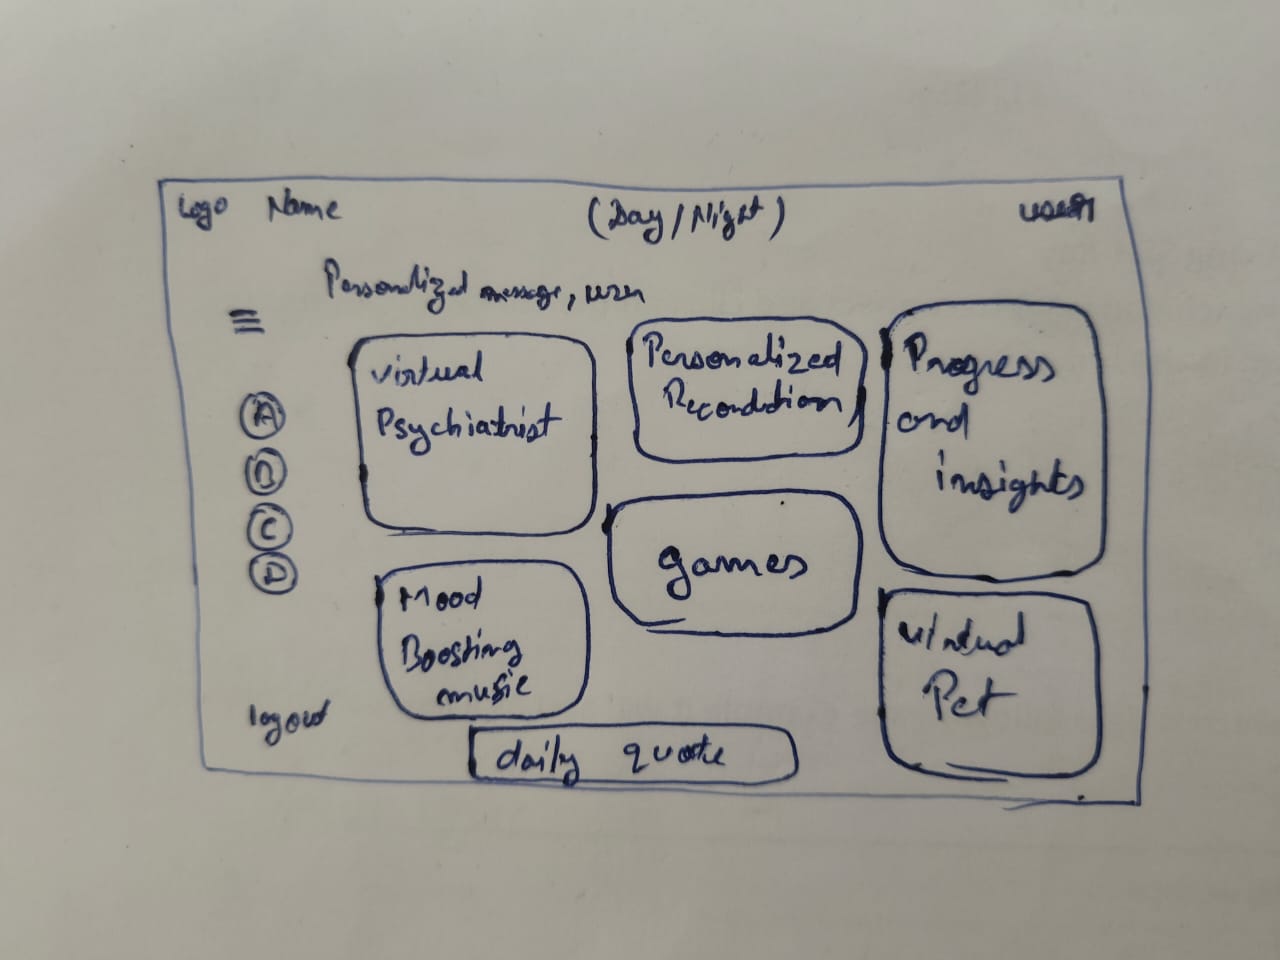 Logo Name (Day/Night) user
Personalized message, user
Virtual
Psychiatrist
Personalized
Progress
and
insights
A
B
C
D
games
Mood
Boosting
music
Virtual
Pet
logout
daily quote